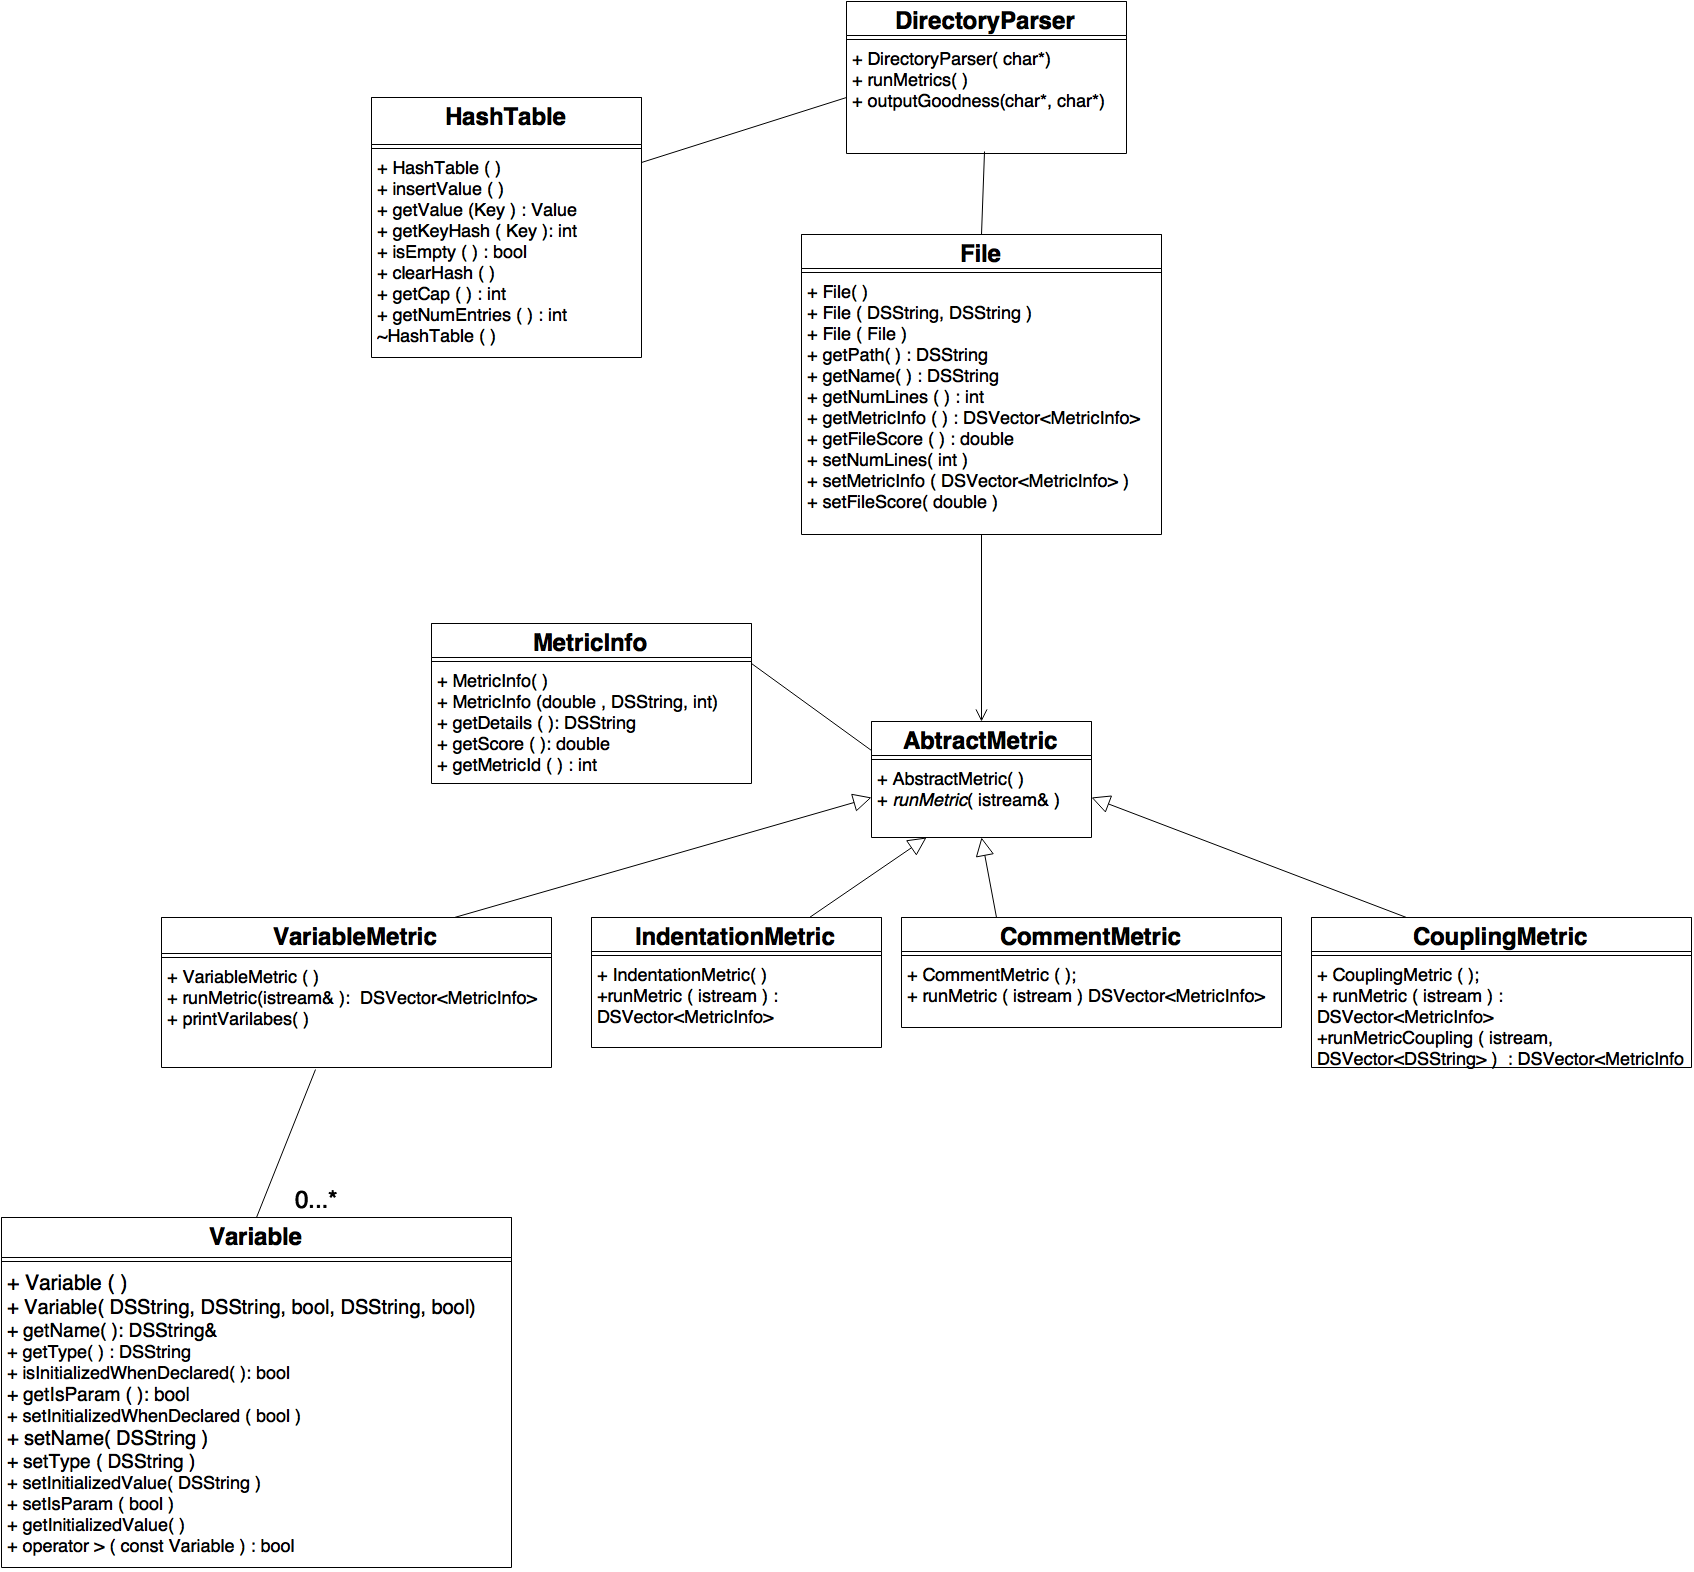 DirectoryParser
+ DirectoryParser( char*)
+ runMetrics( )
+ outputGoodness(char*, char*)
HashTable
+ HashTable ( )
+ insertValue ( )
+ getValue (Key ) : Value
+ getKeyHash ( Key ): int
+ isEmpty ( ) : bool
+ clearHash ( )
+ getCap ( ) : int
+ getNumEntries ( ) : int
~HashTable ( )
File
+ File( )
+ File ( DSString, DSString )
+ File ( File )
+ getPath( ) : DSString
+ getName( ) : DSString
+ getNumLines ( ) : int
+ getMetricInfo ( ) : DSVector<MetricInfo>
+ getFileScore ( ) : double
+ setNumLines( int )
+ setMetricInfo ( DSVector<MetricInfo> )
+ setFileScore( double )
MetricInfo
+ MetricInfo( )
+ MetricInfo (double , DSString, int)
+ getDetails ( ): DSString
+ getScore ( ): double
+ getMetricId ( ) : int
AbtractMetric
+ AbstractMetric( )
+ runMetric( istream& )
VariableMetric
+ VariableMetric ( )
+ runMetric(istream& ):  DSVector<MetricInfo>
+ printVarilabes( )
IndentationMetric
+ IndentationMetric( )
+runMetric ( istream ) :
DSVector<MetricInfo>
CommentMetric
+ CommentMetric ( );
+ runMetric ( istream ) DSVector<MetricInfo>
CouplingMetric
+ CouplingMetric ( );
+ runMetric ( istream ) :
DSVector<MetricInfo>
+runMetricCoupling ( istream,
DSVector<DSString> )  : DSVector<MetricInfo
0...*
Variable
+ Variable ( )
+ Variable( DSString, DSString, bool, DSString, bool)
+ getName( ): DSString&
+ getType( ) : DSString
+ isInitializedWhenDeclared( ): bool
+ getIsParam ( ): bool
+ setInitializedWhenDeclared ( bool )
+ setName( DSString )
+ setType ( DSString )
+ setInitializedValue( DSString )
+ setIsParam ( bool )
+ getInitializedValue( )
+ operator > ( const Variable ) : bool